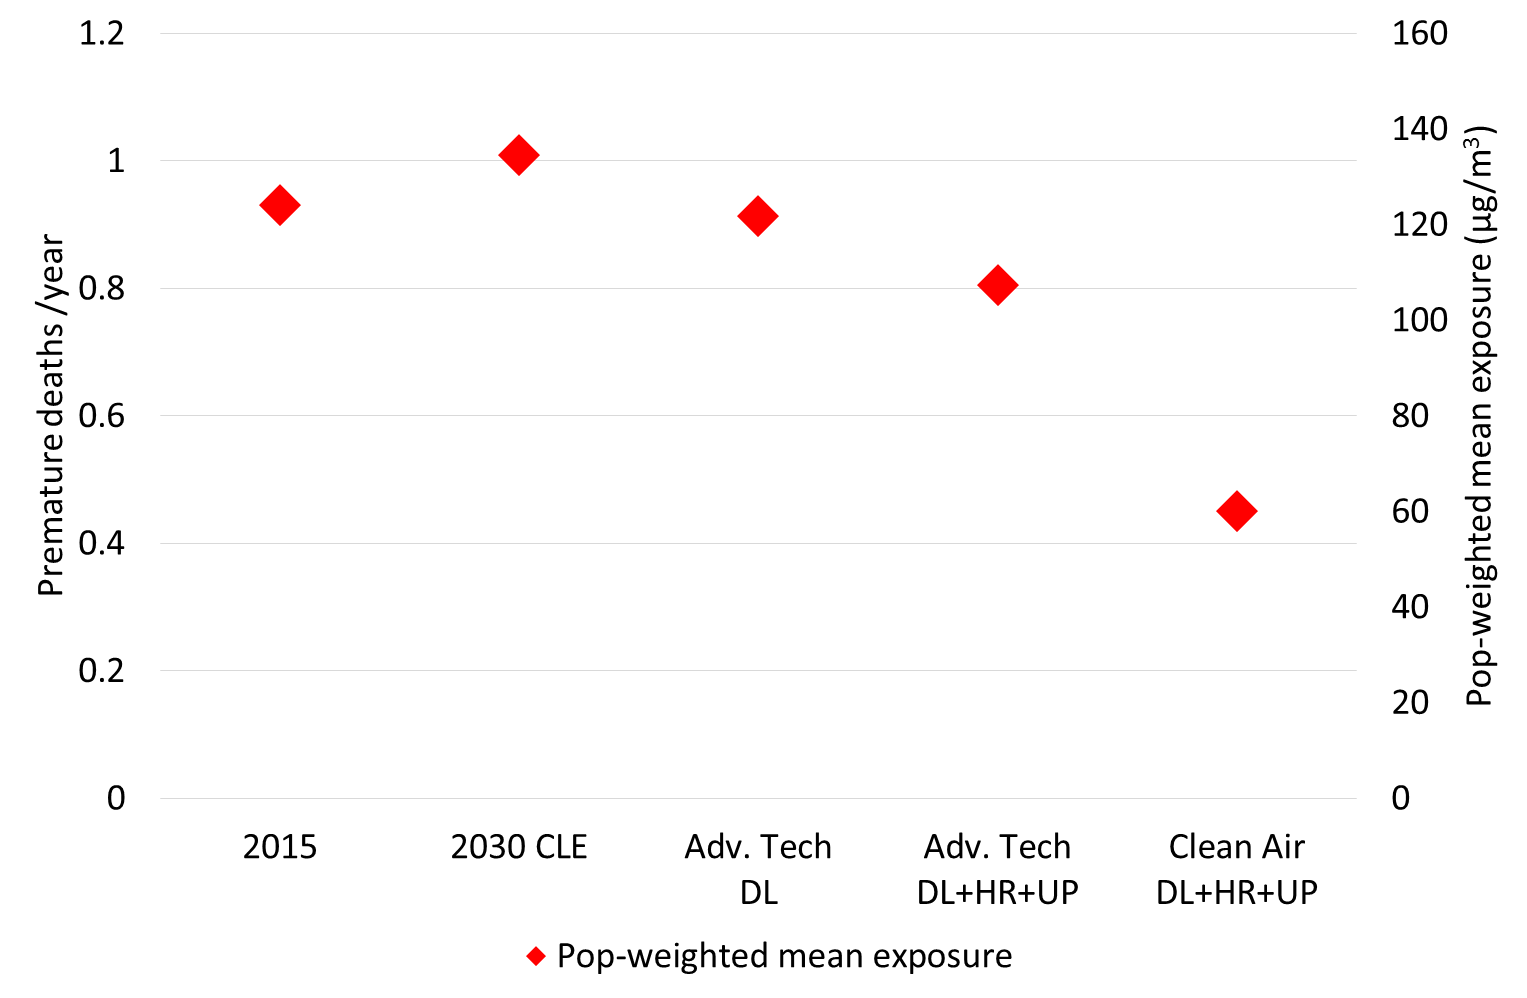 1.2
1
0.8
0.6
0.4
0.2
0
Premature deaths /year
160
140
120
100
80
60
40
20
0
Pop-weighted mean exposure (µg/m³)
2015
2030 CLE
Adv. Tech
DL
Adv. Tech
DL+HR+UP
Clean Air
DL+HR+UP
Pop-weighted mean exposure